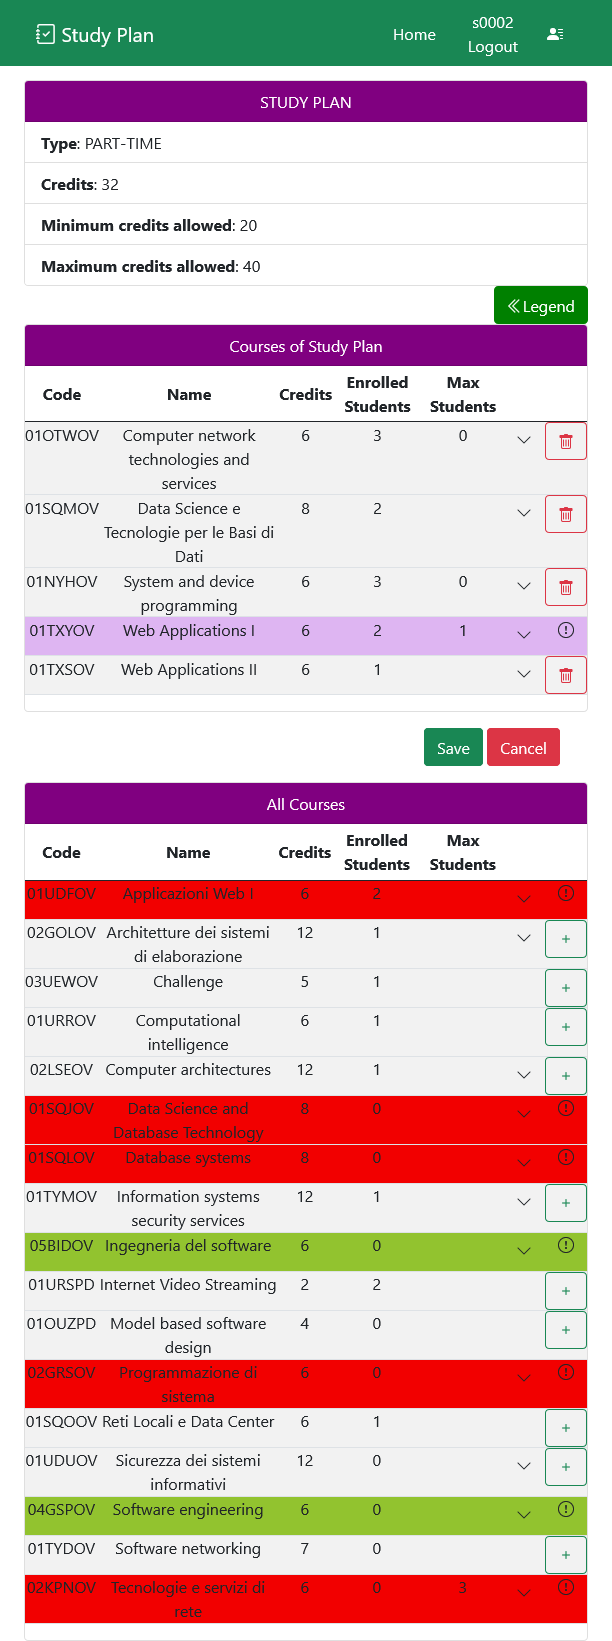 Study Plan
Home
s0002
Logout
STUDY PLAN
Type: PART-TIME
Credits: 32
Minimum credits allowed: 20
Maximum credits allowed: 40
Legend
Courses of Study Plan
Code Name Credits Enrolled Students Max Students
01OTWOV Computer network technologies and services 6 3 0
01SQMOV Data Science e Tecnologie per le Basi di Dati 8 2
01NYHOV System and device programming 6 3 0
01TXYOV Web Applications I 6 2 1
01TXSOV Web Applications II 6 1
Save Cancel
All Courses
Code Name Credits Enrolled Students Max Students
01UDFOV Applicazioni Web I 6 2
02GOLOV Architetture dei sistemi di elaborazione 12 1
03UEWOV Challenge 5 1
01URROV Computational intelligence 6 1
02LSEOV Computer architectures 12 1
01SQJOV Data Science and Database Technology 8 0
01SQLOV Database systems 8 0
01TYMOV Information systems security services 12 1
05BIDOV Ingegneria del software 6 0
01URSPD Internet Video Streaming 2 2
01OUZPD Model based software design 4 0
02GRSOV Programmazione di sistema 6 0
01SQOOV Reti Locali e Data Center 6 1
01UDUOV Sicurezza dei sistemi informativi 12 0
04GSPOV Software engineering 6 0
01TYDOV Software networking 7 0
02KPNOV Tecnologie e servizi di rete 6 0 3